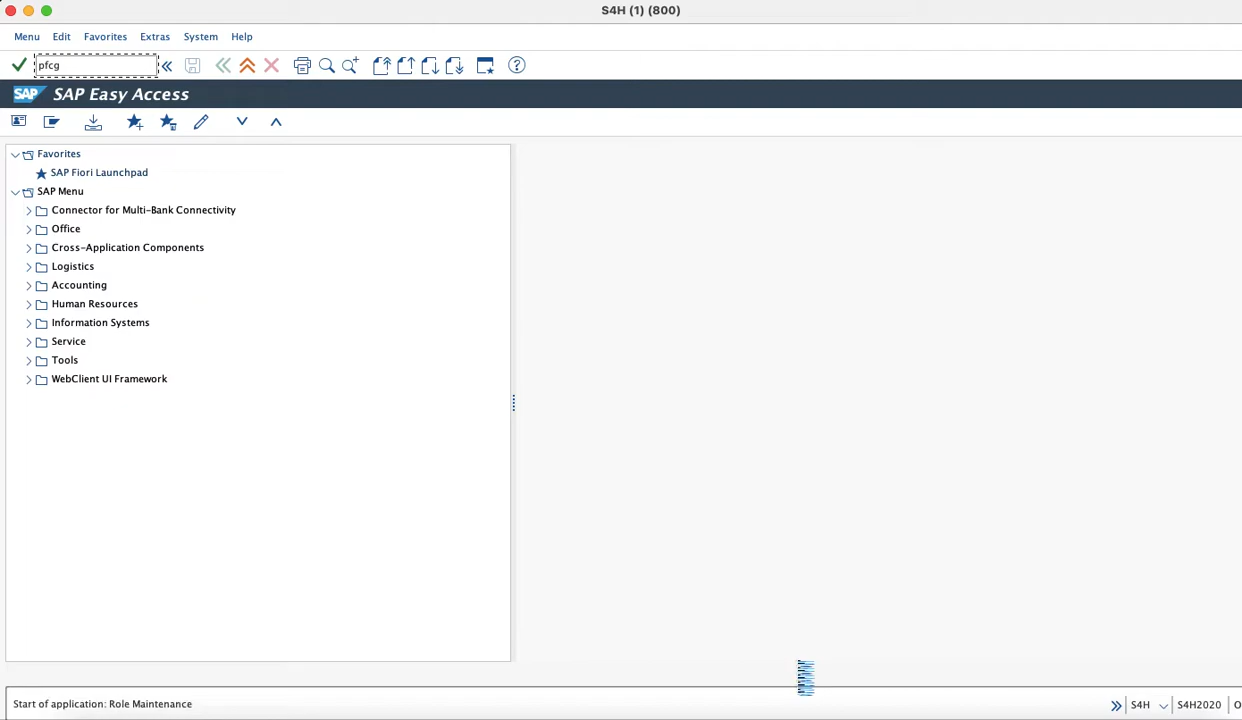 S4H (1) (800)
Menu Edit Favorites Extras System Help
pfcg
SAP SAP Easy Access
Favorites
SAP Fiori Launchpad
SAP Menu
Connector for Multi-Bank Connectivity
Office
Cross-Application Components
Logistics
Accounting
Human Resources
Information Systems
Service
Tools
WebClient UI Framework
Start of application: Role Maintenance S4H S4H2020